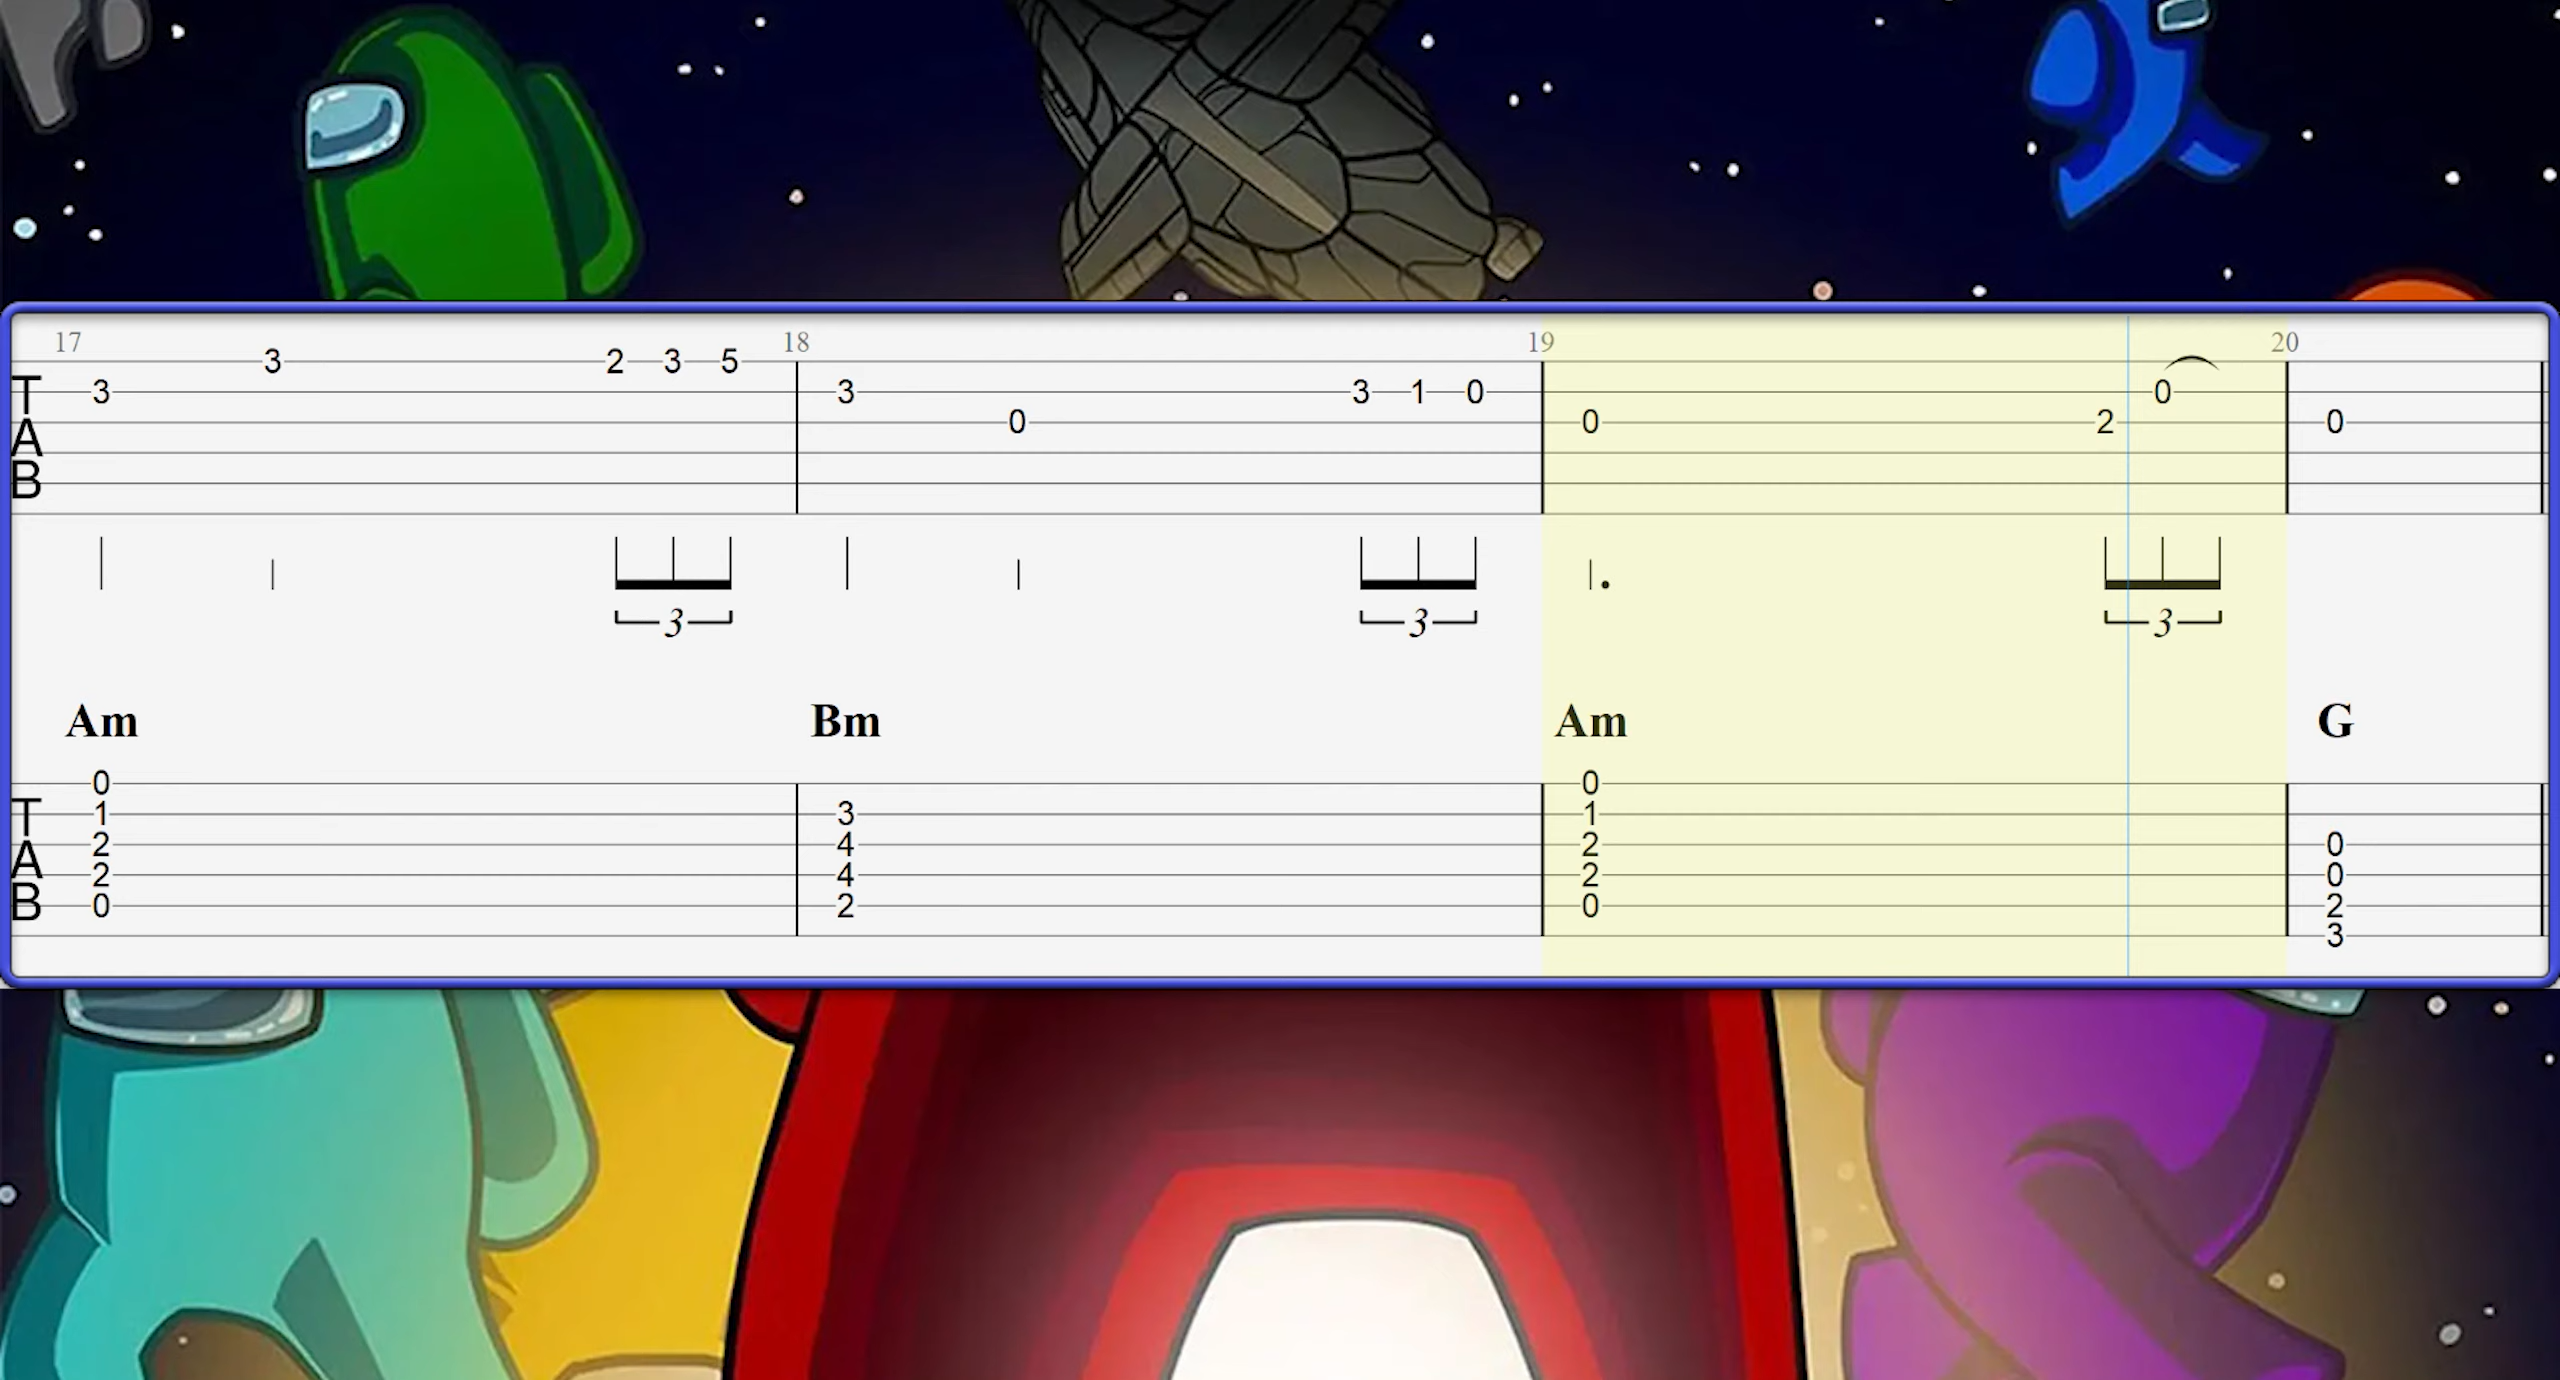 17 18 19 20
3 2 3 5
T 3 3 3 1 0 0
A 0 0 2 0
B
3 3 3
Am Bm Am G
0 0
T 1 3 1
2 4 2 0
A 2 4 2 0
B 0 2 0 2
3